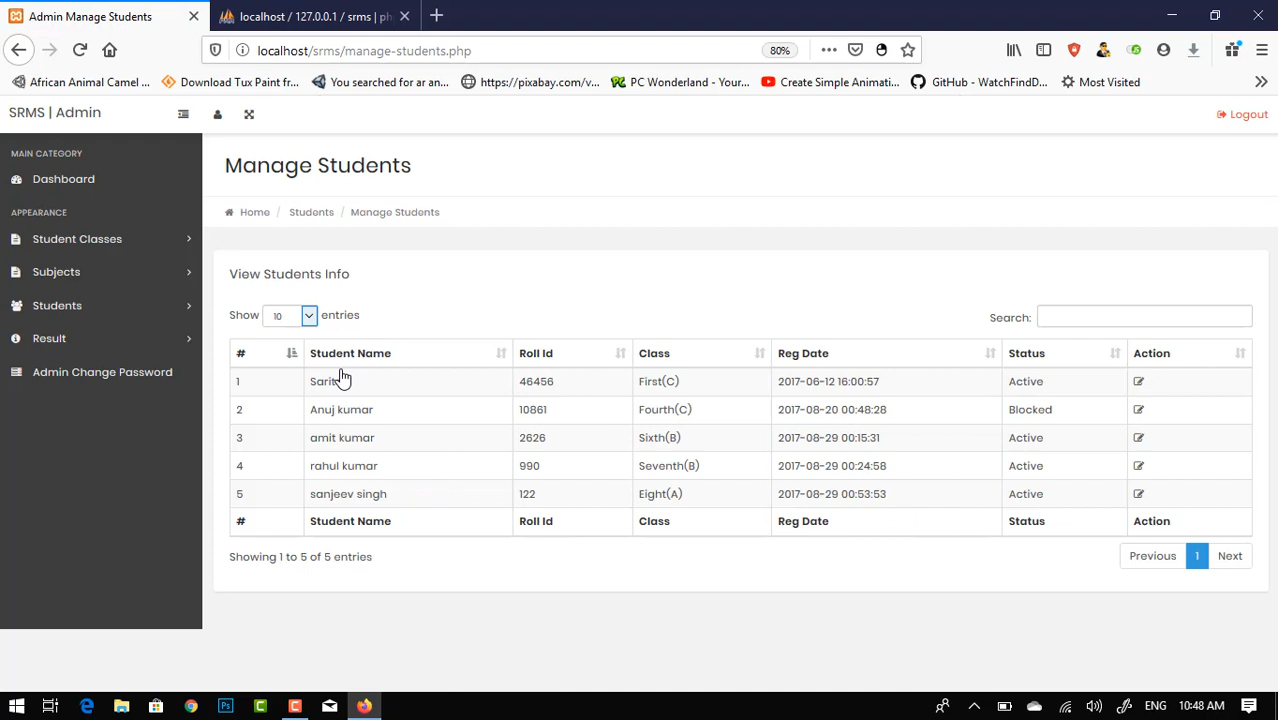 Admin Manage Students
localhost / 127.0.0.1 / srms | ph
localhost/srms/manage-students.php
80%
African Animal Camel ...
Download Tux Paint fr...
You searched for ar an...
https://pixabay.com/v...
PC Wonderland - Your...
Create Simple Animati...
GitHub - WatchFindD...
Most Visited
SRMS | Admin
Logout
MAIN CATEGORY
Dashboard
APPEARANCE
Student Classes
Subjects
Students
Result
Admin Change Password
Manage Students
Home / Students / Manage Students
View Students Info
Show 10 entries
Search:
# Student Name Roll Id Class Reg Date Status Action
1 46456 First(C) 2017-06-12 16:00:57 Active
2 Anuj kumar 10861 Fourth(C) 2017-08-20 00:48:28 Blocked
3 amit kumar 2626 Sixth(B) 2017-08-29 00:15:31 Active
4 rahul kumar 990 Seventh(B) 2017-08-29 00:24:58 Active
5 sanjeev singh 122 Eight(A) 2017-08-29 00:53:53 Active
# Student Name Roll Id Class Reg Date Status Action
Showing 1 to 5 of 5 entries
Previous 1 Next
ENG 10:48 AM